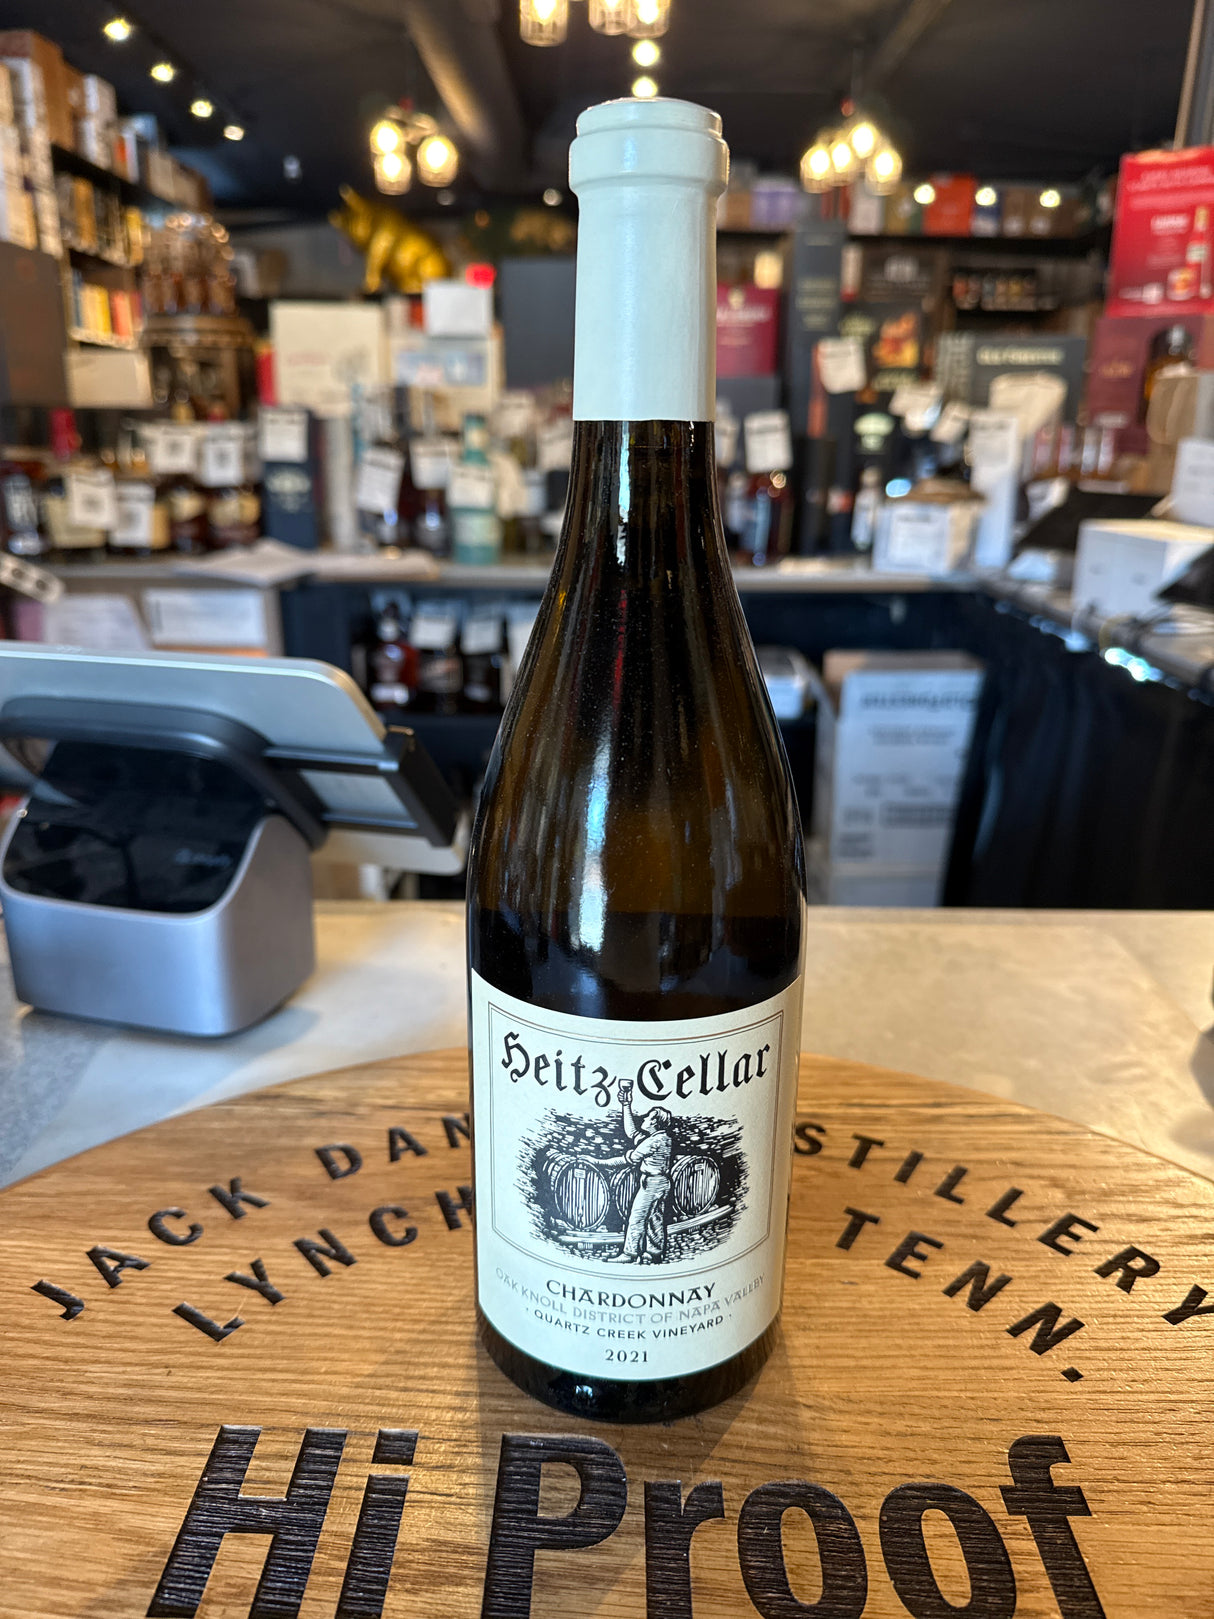 Heitz Cellar
CHARDONNAY
OAK KNOLL DISTRICT OF NAPA VALLEY
· QUARTZ CREEK VINEYARD ·
2021
JACK DAN STILLERY
LYNCH TENN.
Hi Proof